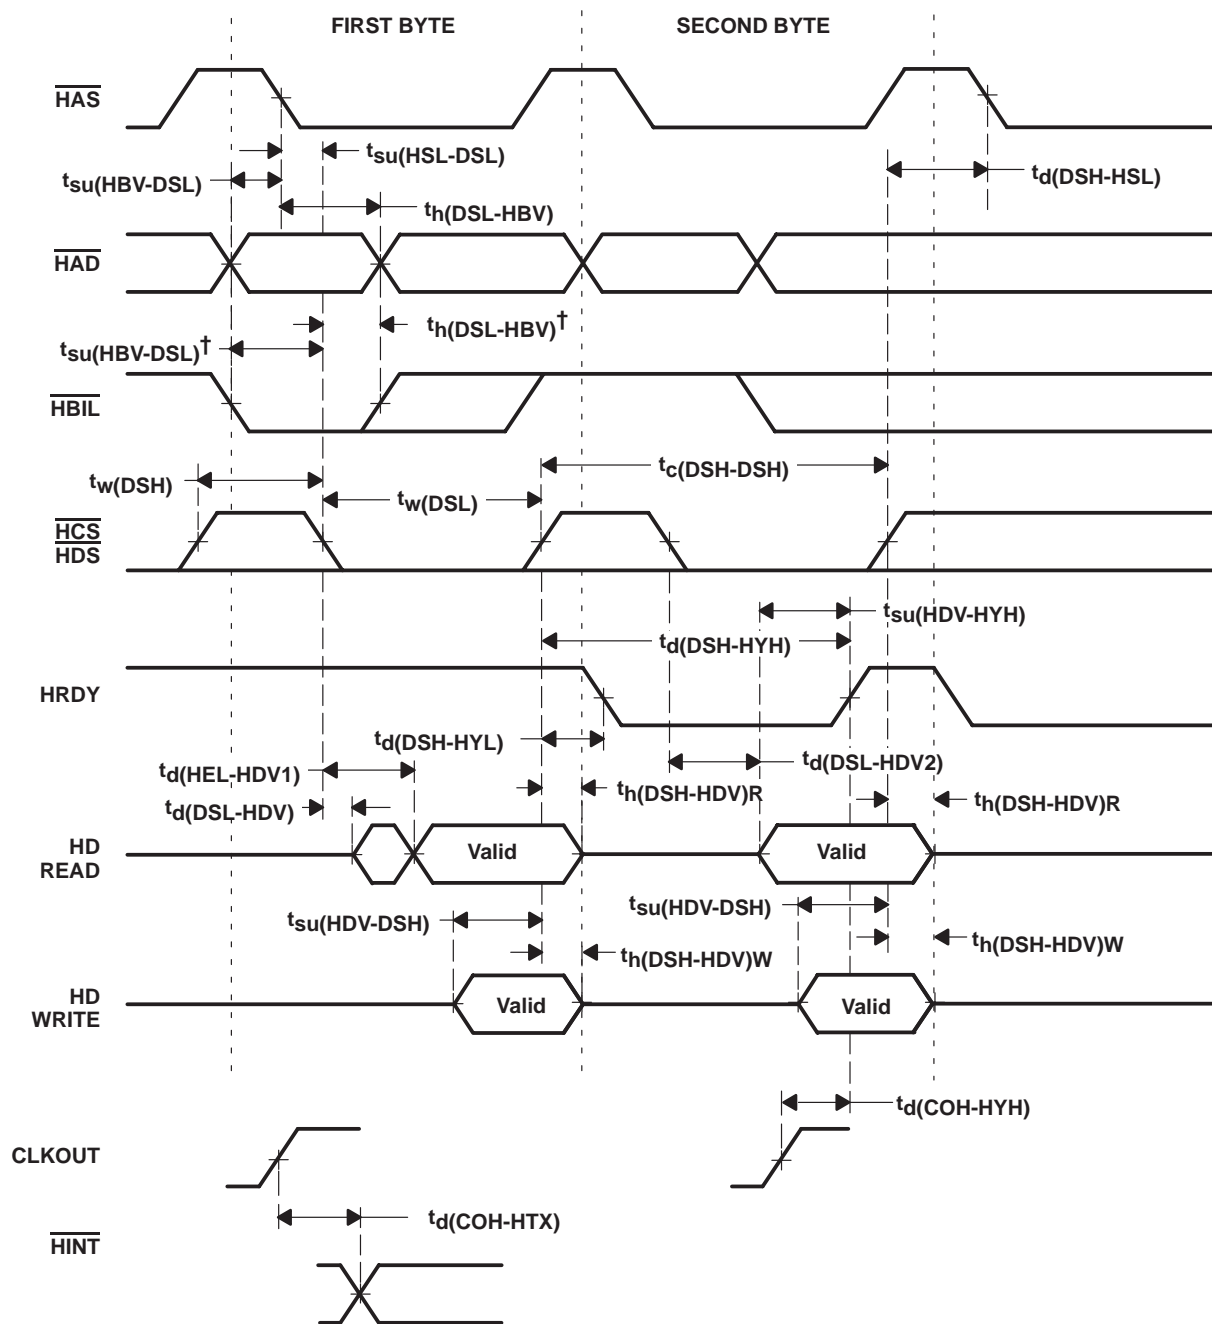 FIRST BYTE
SECOND BYTE
HAS
tsu(HSL-DSL)
tsu(HBV-DSL)
td(DSH-HSL)
th(DSL-HBV)
HAD
th(DSL-HBV)†
tsu(HBV-DSL)†
HBIL
tc(DSH-DSH)
tw(DSH)
tw(DSL)
HCS
HDS
tsu(HDV-HYH)
td(DSH-HYH)
HRDY
td(DSH-HYL)
td(DSL-HDV2)
td(HEL-HDV1)
th(DSH-HDV)R
th(DSH-HDV)R
td(DSL-HDV)
HD
READ
Valid
Valid
tsu(HDV-DSH)
tsu(HDV-DSH)
th(DSH-HDV)W
th(DSH-HDV)W
HD
WRITE
Valid
Valid
td(COH-HYH)
CLKOUT
td(COH-HTX)
HINT